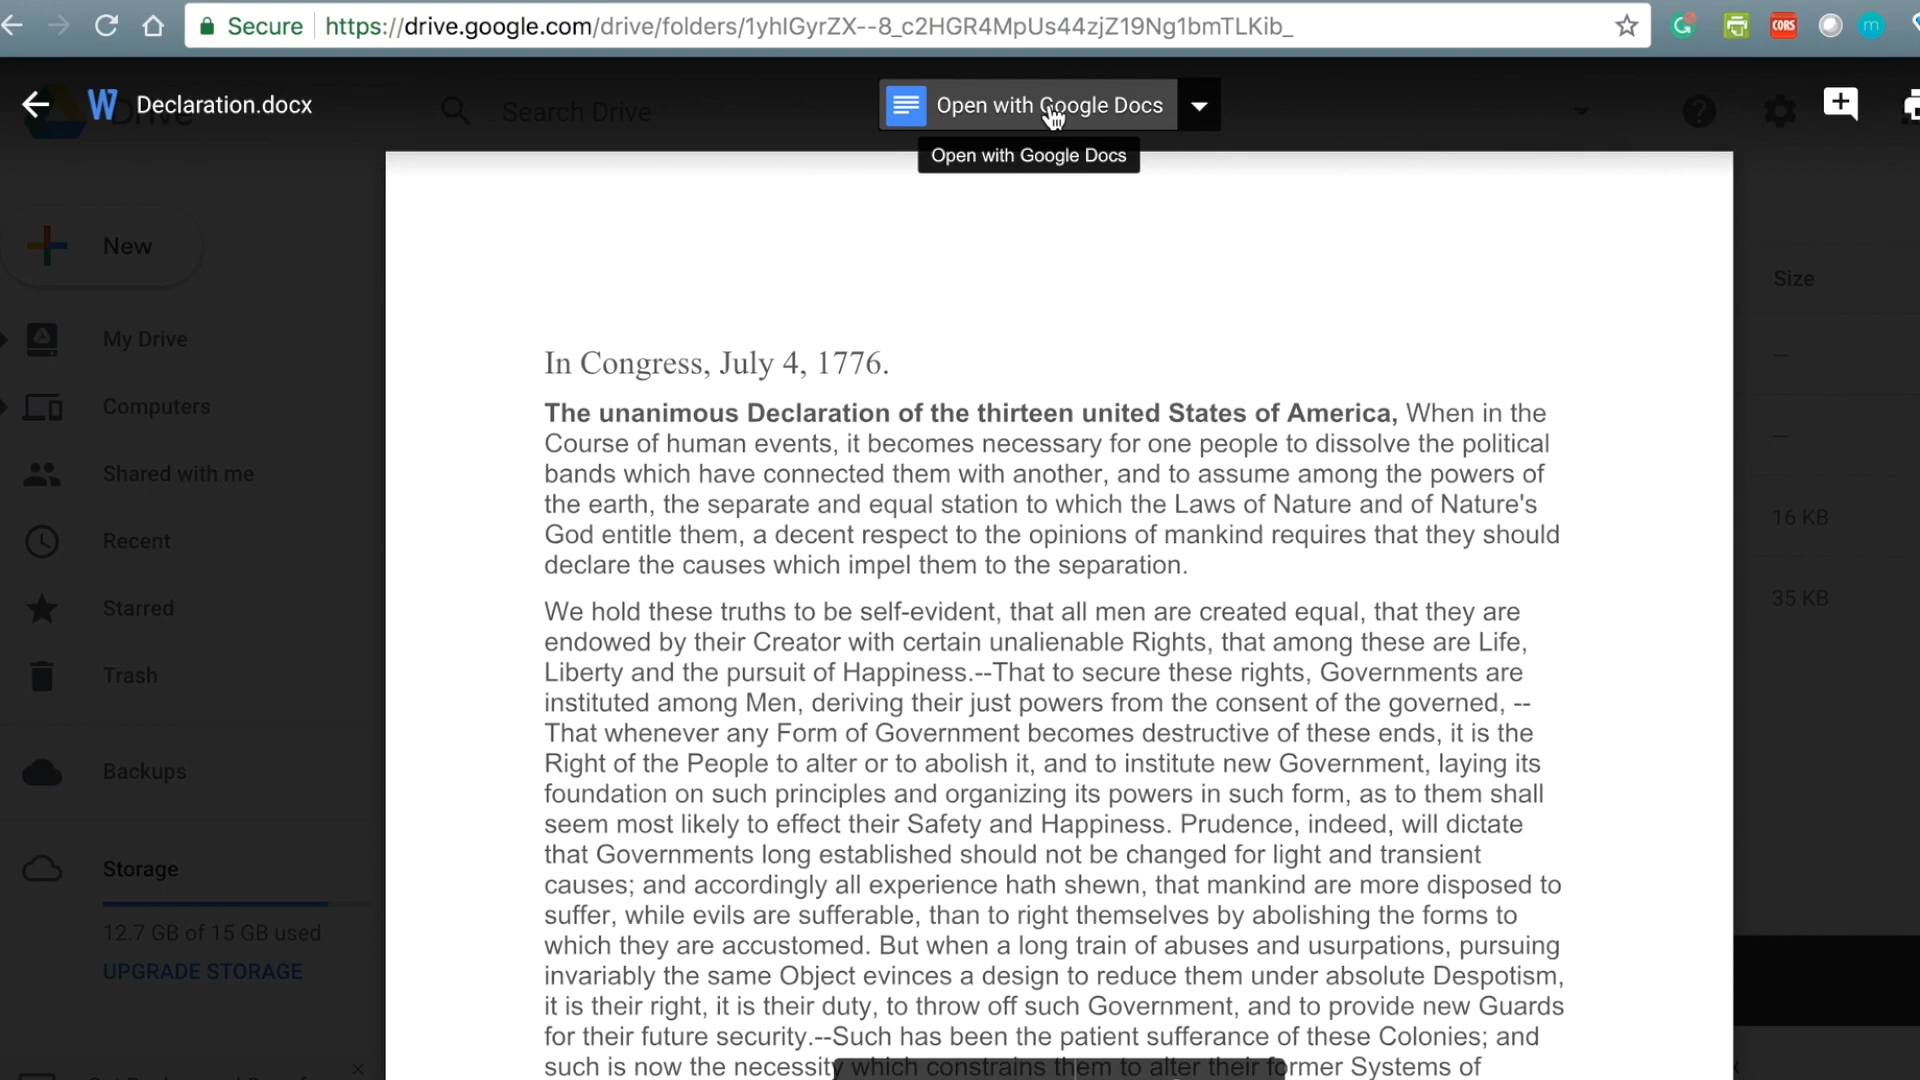 Secure https://drive.google.com/drive/folders/1yhIGyrZX--8_c2HGR4MpUs44zjZ19Ng1bmTLKib_
CORS m
W Declaration.docx
Drive
Search Drive
Open with Google Docs
Open with Google Docs
New
My Drive
Computers
Shared with me
Recent
Starred
Trash
Backups
Storage
12.7 GB of 15 GB used
UPGRADE STORAGE
Size
16 KB
35 KB
In Congress, July 4, 1776.
The unanimous Declaration of the thirteen united States of America, When in the
Course of human events, it becomes necessary for one people to dissolve the political
bands which have connected them with another, and to assume among the powers of
the earth, the separate and equal station to which the Laws of Nature and of Nature's
God entitle them, a decent respect to the opinions of mankind requires that they should
declare the causes which impel them to the separation.
We hold these truths to be self-evident, that all men are created equal, that they are
endowed by their Creator with certain unalienable Rights, that among these are Life,
Liberty and the pursuit of Happiness.--That to secure these rights, Governments are
instituted among Men, deriving their just powers from the consent of the governed, --
That whenever any Form of Government becomes destructive of these ends, it is the
Right of the People to alter or to abolish it, and to institute new Government, laying its
foundation on such principles and organizing its powers in such form, as to them shall
seem most likely to effect their Safety and Happiness. Prudence, indeed, will dictate
that Governments long established should not be changed for light and transient
causes; and accordingly all experience hath shewn, that mankind are more disposed to
suffer, while evils are sufferable, than to right themselves by abolishing the forms to
which they are accustomed. But when a long train of abuses and usurpations, pursuing
invariably the same Object evinces a design to reduce them under absolute Despotism,
it is their right, it is their duty, to throw off such Government, and to provide new Guards
for their future security.--Such has been the patient sufferance of these Colonies; and
such is now the necessity which constrains them to alter their former Systems of